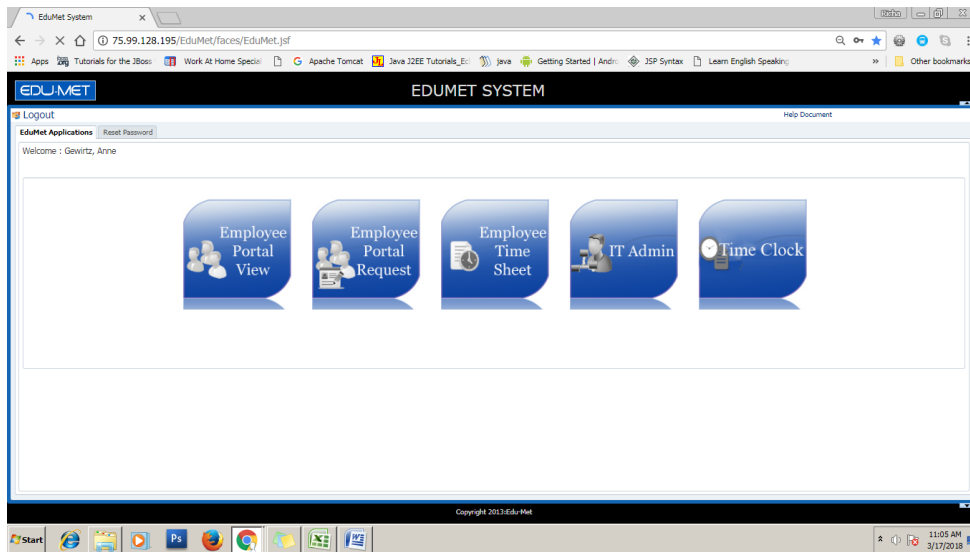 EduMet System
Richa
75.99.128.195/EduMet/faces/EduMet.jsf
Apps Tutorials for the JBoss Work At Home Special Apache Tomcat Java J2EE Tutorials_Ec java Getting Started | Andro JSP Syntax Learn English Speaking » Other bookmarks
EDU-MET EDUMET SYSTEM
Logout Help Document
EduMet Applications Reset Password
Welcome : Gewirtz, Anne
Employee Portal View
Employee Portal Request
Employee Time Sheet
IT Admin
Time Clock
Copyright 2013:Edu-Met
Start Ps 11:05 AM
3/17/2018